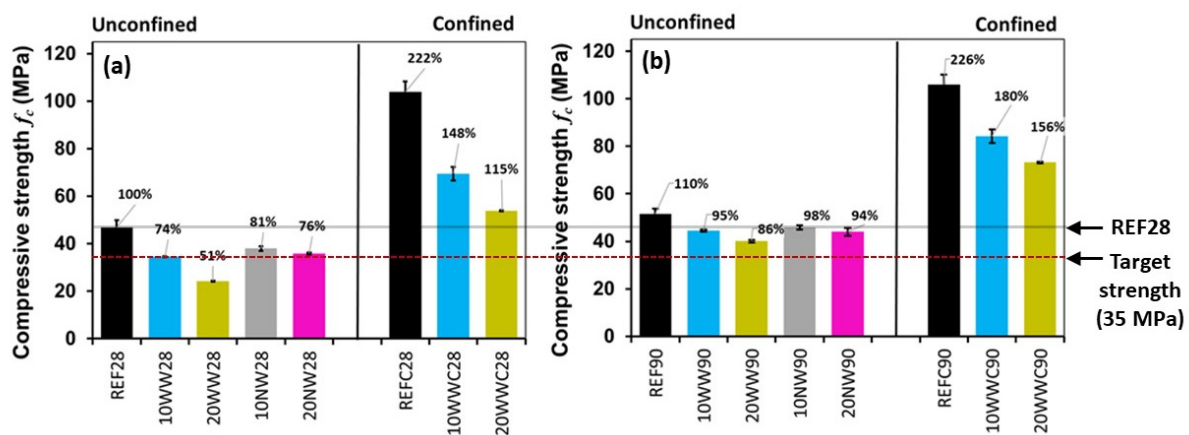 Unconfined
Confined
(a)
Compressive strength fc (MPa)
120
100
80
60
40
20
0
100%
74%
51%
81%
76%
222%
148%
115%
REF28
10WW28
20WW28
10NW28
20NW28
REFC28
10WWC28
20WWC28
Unconfined
Confined
(b)
Compressive strength fc (MPa)
120
100
80
60
40
20
0
110%
95%
86%
98%
94%
226%
180%
156%
REF90
10WW90
20WW90
10NW90
20NW90
REFC90
10WWC90
20WWC90
REF28
Target
strength
(35 MPa)